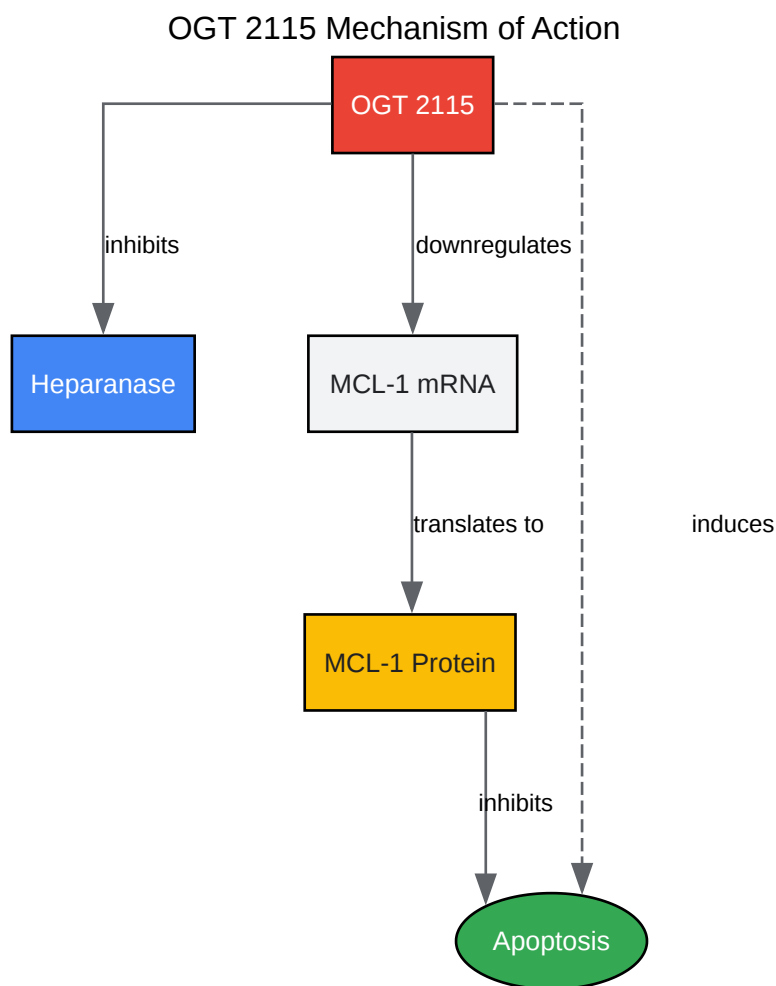 OGT 2115 Mechanism of Action
OGT 2115
inhibits
downregulates
Heparanase
MCL-1 mRNA
translates to
induces
MCL-1 Protein
inhibits
Apoptosis